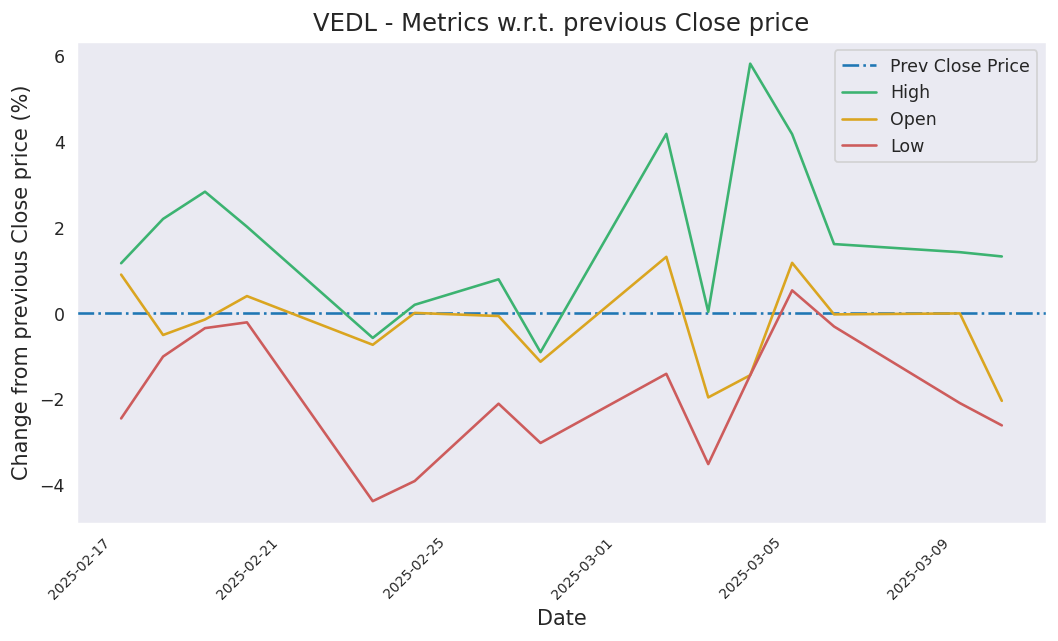 VEDL - Metrics w.r.t. previous Close price
Change from previous Close price (%)
6
4
2
0
−2
−4
Prev Close Price
High
Open
Low
2025-02-17
2025-02-21
2025-02-25
2025-03-01
2025-03-05
2025-03-09
Date